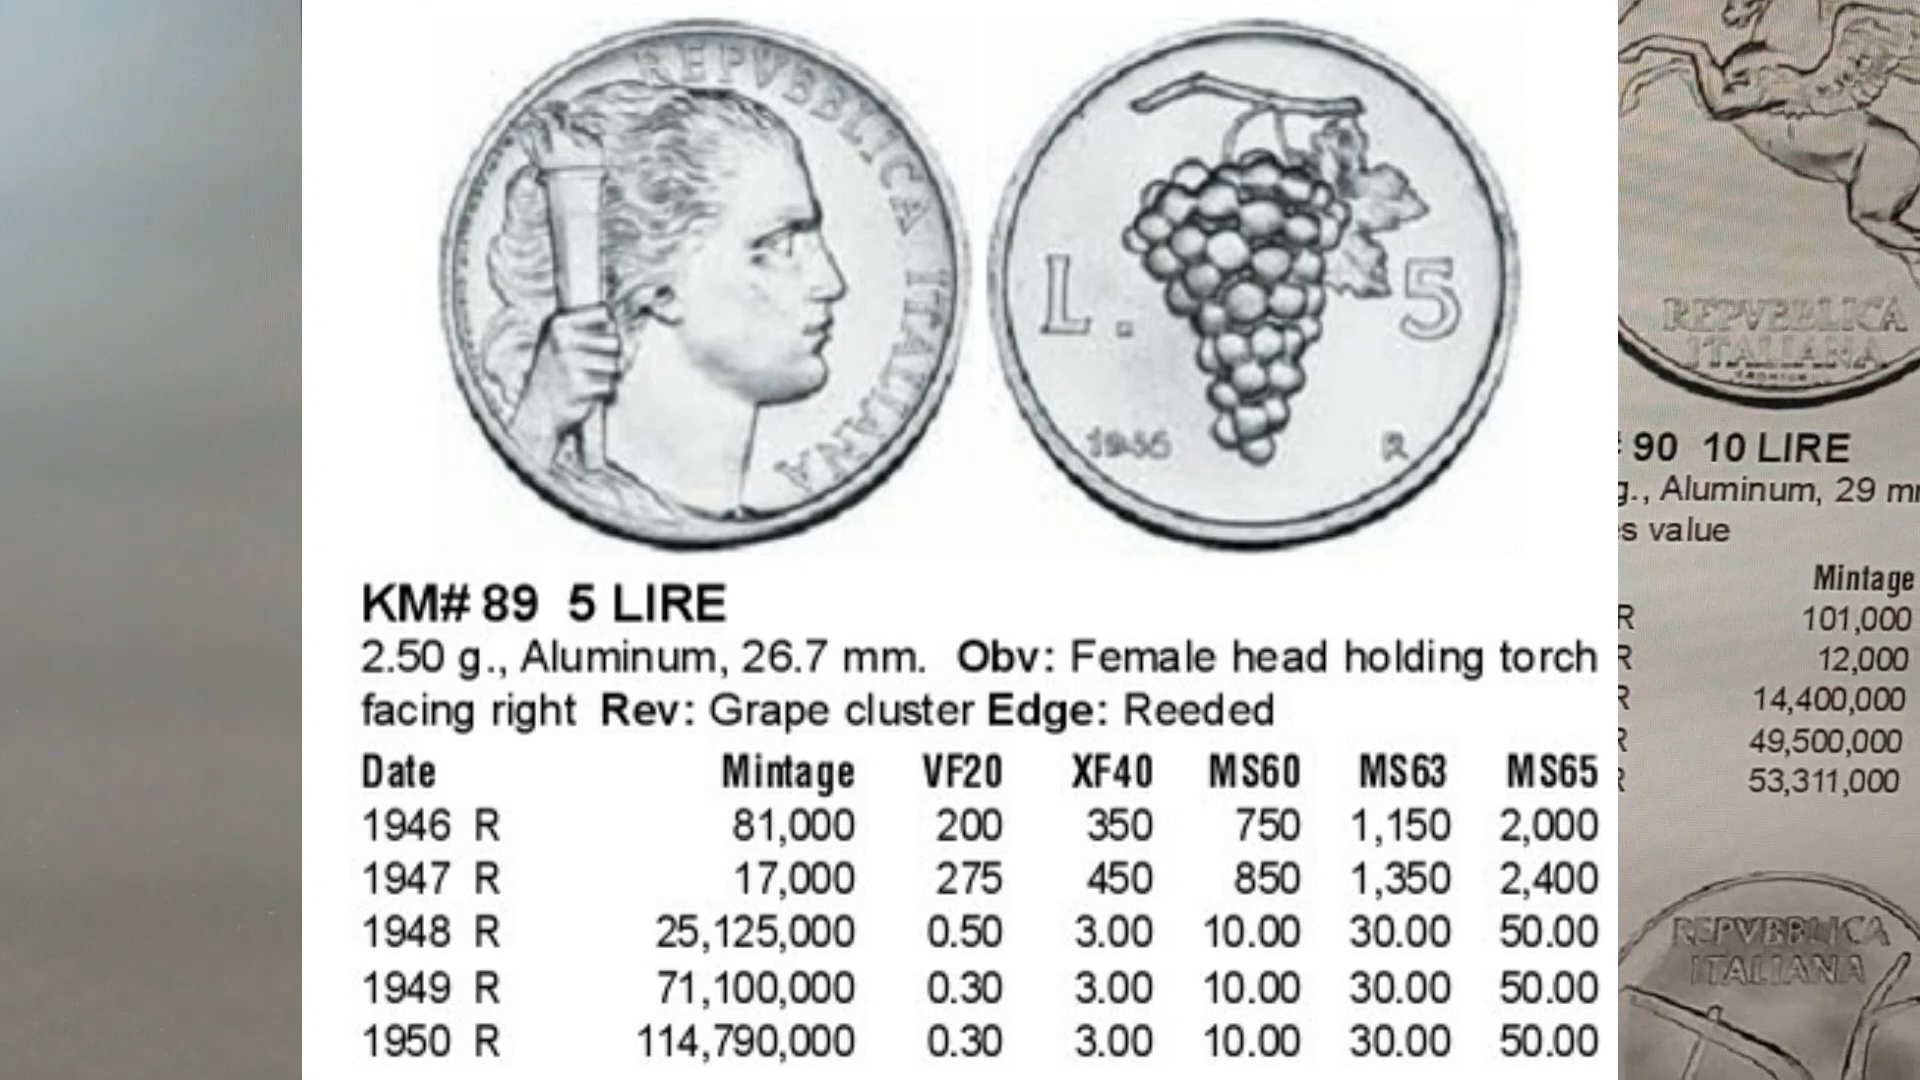 REPVBBLICA ITALIANA
L. 5
1946 R
KM# 89 5 LIRE
2.50 g., Aluminum, 26.7 mm. Obv: Female head holding torch
facing right Rev: Grape cluster Edge: Reeded
Date Mintage VF20 XF40 MS60 MS63 MS65
1946 R 81,000 200 350 750 1,150 2,000
1947 R 17,000 275 450 850 1,350 2,400
1948 R 25,125,000 0.50 3.00 10.00 30.00 50.00
1949 R 71,100,000 0.30 3.00 10.00 30.00 50.00
1950 R 114,790,000 0.30 3.00 10.00 30.00 50.00
REPVBBLICA
ITALIANA
90 10 LIRE
g., Aluminum, 29 m
s value
Mintage
R 101,000
R 12,000
R 14,400,000
R 49,500,000
R 53,311,000
REPVBBLICA
ITALIANA